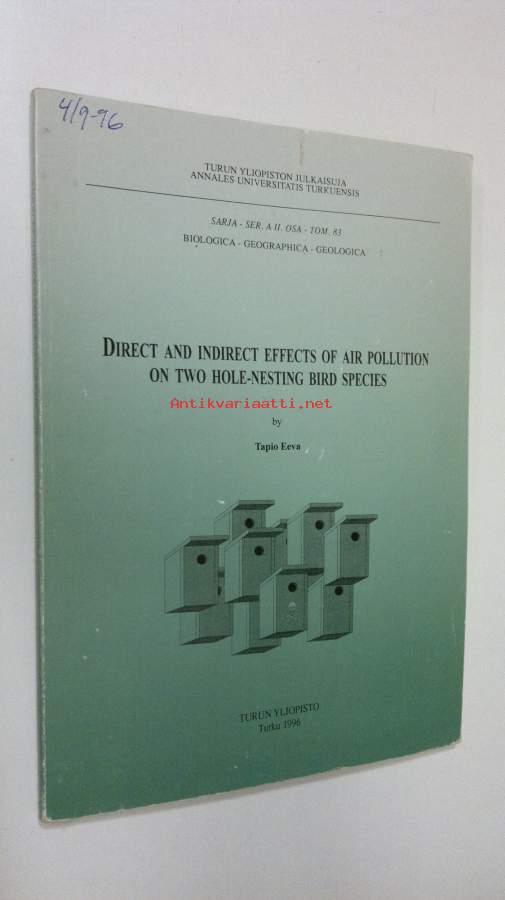 4/9-96
TURUN YLIOPISTON JULKAISUJA
ANNALES UNIVERSITATIS TURKUENSIS
SARJA - SER. A II. OSA - TOM. 83
BIOLOGICA - GEOGRAPHICA - GEOLOGICA
DIRECT AND INDIRECT EFFECTS OF AIR POLLUTION
ON TWO HOLE-NESTING BIRD SPECIES
Antikvariaatti.net
by
Tapio Eeva
TURUN YLIOPISTO
Turku 1996